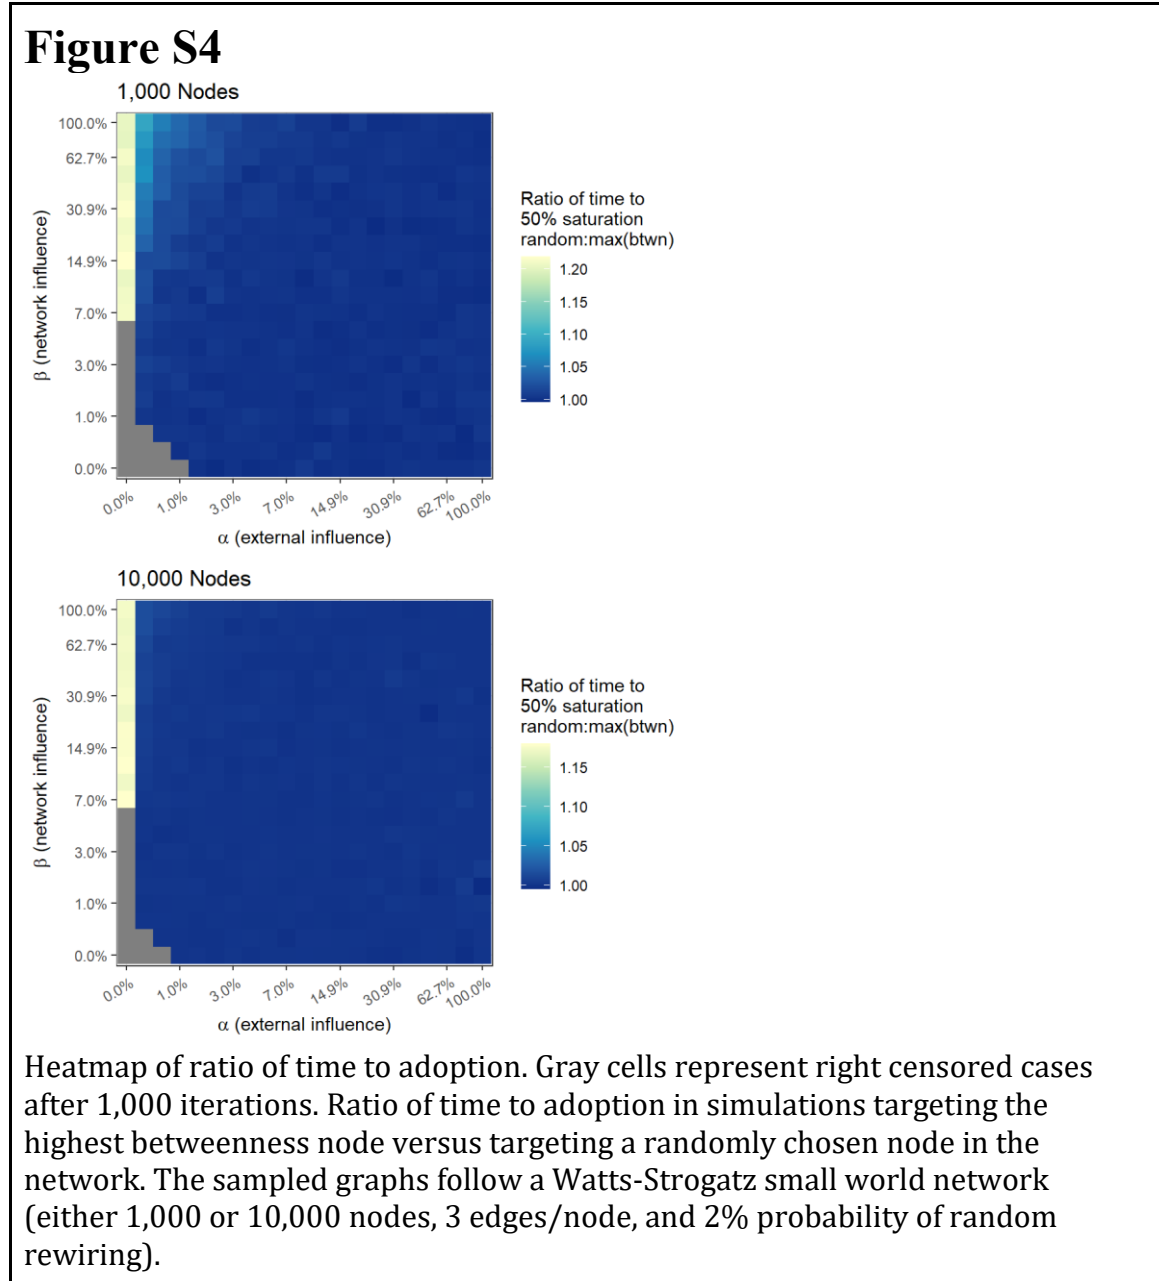 Figure S4
1,000 Nodes
100.0%
62.7%
30.9%
14.9%
7.0%
3.0%
1.0%
0.0%
β (network influence)
0.0%
1.0%
3.0%
7.0%
14.9%
30.9%
62.7%
100.0%
α (external influence)
Ratio of time to
50% saturation
random:max(btwn)
1.20
1.15
1.10
1.05
1.00
10,000 Nodes
100.0%
62.7%
30.9%
14.9%
7.0%
3.0%
1.0%
0.0%
β (network influence)
0.0%
1.0%
3.0%
7.0%
14.9%
30.9%
62.7%
100.0%
α (external influence)
Ratio of time to
50% saturation
random:max(btwn)
1.15
1.10
1.05
1.00
Heatmap of ratio of time to adoption. Gray cells represent right censored cases
after 1,000 iterations. Ratio of time to adoption in simulations targeting the
highest betweenness node versus targeting a randomly chosen node in the
network. The sampled graphs follow a Watts-Strogatz small world network
(either 1,000 or 10,000 nodes, 3 edges/node, and 2% probability of random
rewiring).